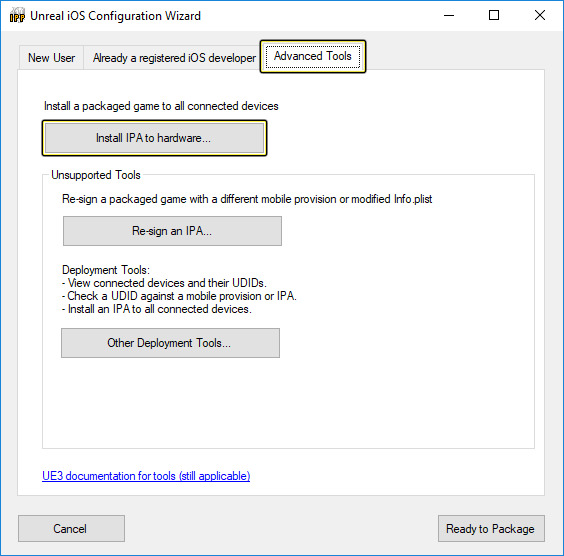 Unreal iOS Configuration Wizard
New User
Already a registered iOS developer
Advanced Tools
Install a packaged game to all connected devices
Install IPA to hardware...
Unsupported Tools
Re-sign a packaged game with a different mobile provision or modified Info.plist
Re-sign an IPA...
Deployment Tools:
- View connected devices and their UDIDs.
- Check a UDID against a mobile provision or IPA.
- Install an IPA to all connected devices.
Other Deployment Tools...
UE3 documentation for tools (still applicable)
Cancel
Ready to Package